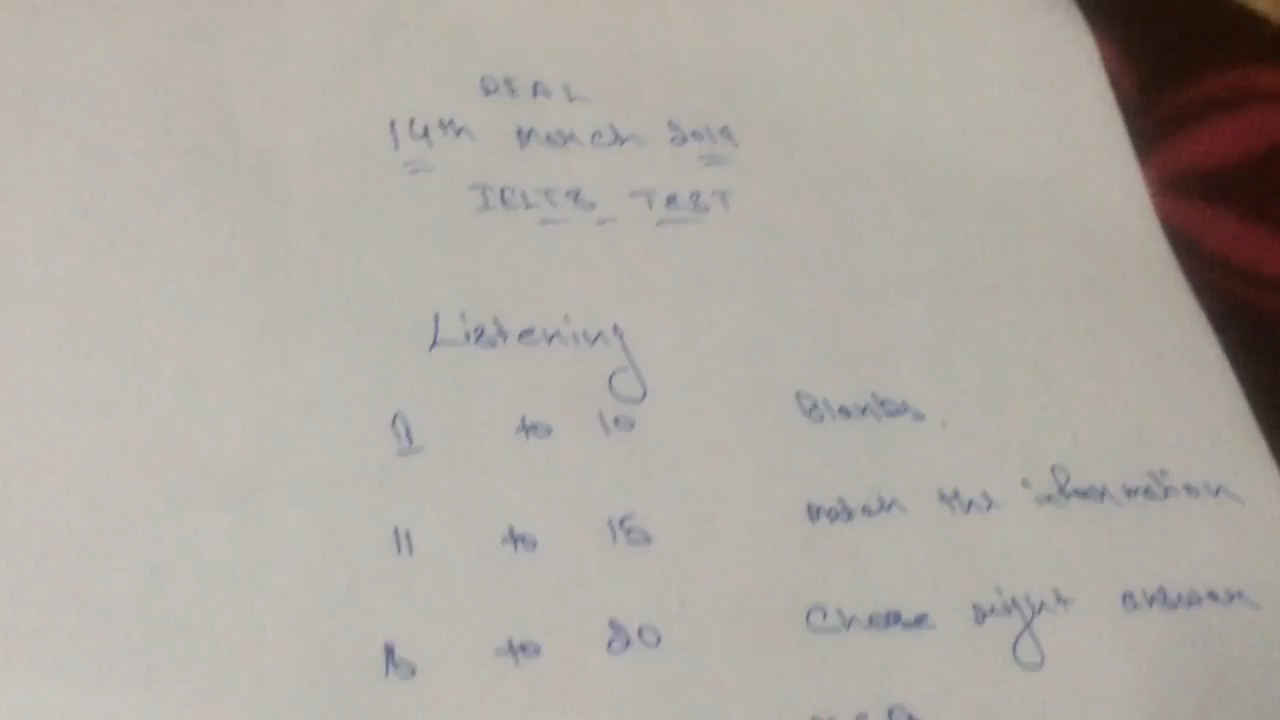 REAL
14th March 2019
IELTS TEST
Listening
1 to 10 Blanks.
11 to 15 match the information
16 to 20 Choose right answer